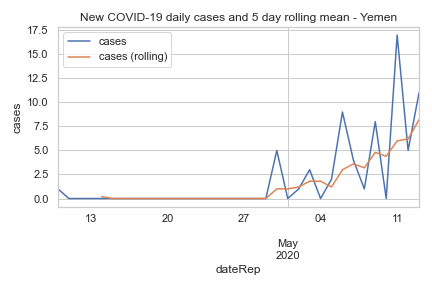 New COVID-19 daily cases and 5 day rolling mean - Yemen
cases
cases (rolling)
17.5
15.0
12.5
10.0
7.5
5.0
2.5
0.0
cases
13
20
27
04
11
May
2020
dateRep